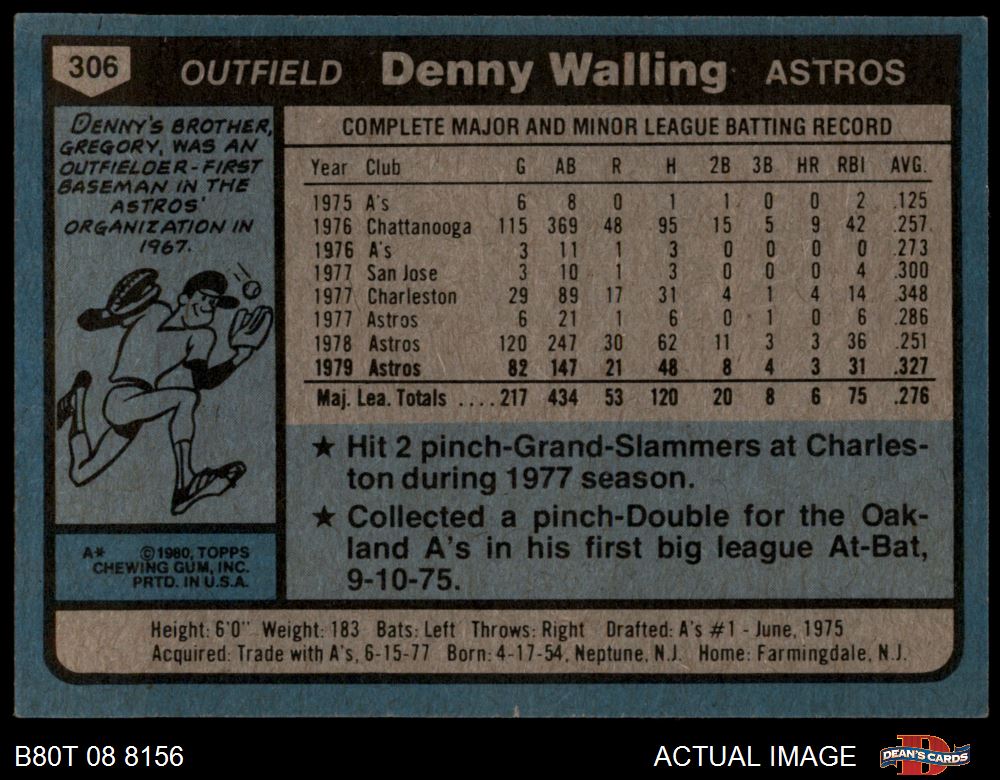 306 OUTFIELD Denny Walling ASTROS
DENNY'S BROTHER,
GREGORY, WAS AN
OUTFIELDER-FIRST
BASEMAN IN THE
ASTROS'
ORGANIZATION IN
1967.
COMPLETE MAJOR AND MINOR LEAGUE BATTING RECORD
Year Club G AB R H 2B 3B HR RBI AVG.
1975 A's 6 8 0 1 1 0 0 2 .125
1976 Chattanooga 115 369 48 95 15 5 9 42 .257
1976 A's 3 11 1 3 0 0 0 0 .273
1977 San Jose 3 10 1 3 0 0 0 4 .300
1977 Charleston 29 89 17 31 4 1 4 14 .348
1977 Astros 6 21 1 6 0 1 0 6 .286
1978 Astros 120 247 30 62 11 3 3 36 .251
1979 Astros 82 147 21 48 8 4 3 31 .327
Maj. Lea. Totals ....217 434 53 120 20 8 6 75 .276
★ Hit 2 pinch-Grand-Slammers at Charles-
ton during 1977 season.
★ Collected a pinch-Double for the Oak-
land A's in his first big league At-Bat,
9-10-75.
A* ©1980, TOPPS
CHEWING GUM, INC.
PRTD. IN U.S.A.
Height: 6'0" Weight: 183 Bats: Left Throws: Right Drafted: A's #1 - June, 1975
Acquired: Trade with A's, 6-15-77 Born: 4-17-54, Neptune, N.J. Home: Farmingdale, N.J.
B80T 08 8156 ACTUAL IMAGE DEAN'S CARDS